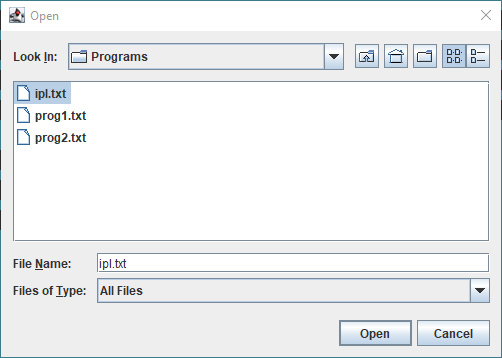 Open
Look In: Programs
ipl.txt
prog1.txt
prog2.txt
File Name: ipl.txt
Files of Type: All Files
Open Cancel